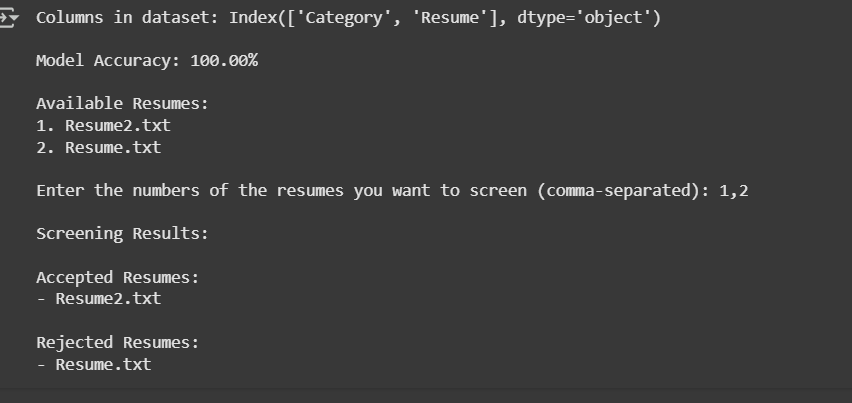 Columns in dataset: Index(['Category', 'Resume'], dtype='object')
Model Accuracy: 100.00%
Available Resumes:
1. Resume2.txt
2. Resume.txt
Enter the numbers of the resumes you want to screen (comma-separated): 1,2
Screening Results:
Accepted Resumes:
- Resume2.txt
Rejected Resumes:
- Resume.txt